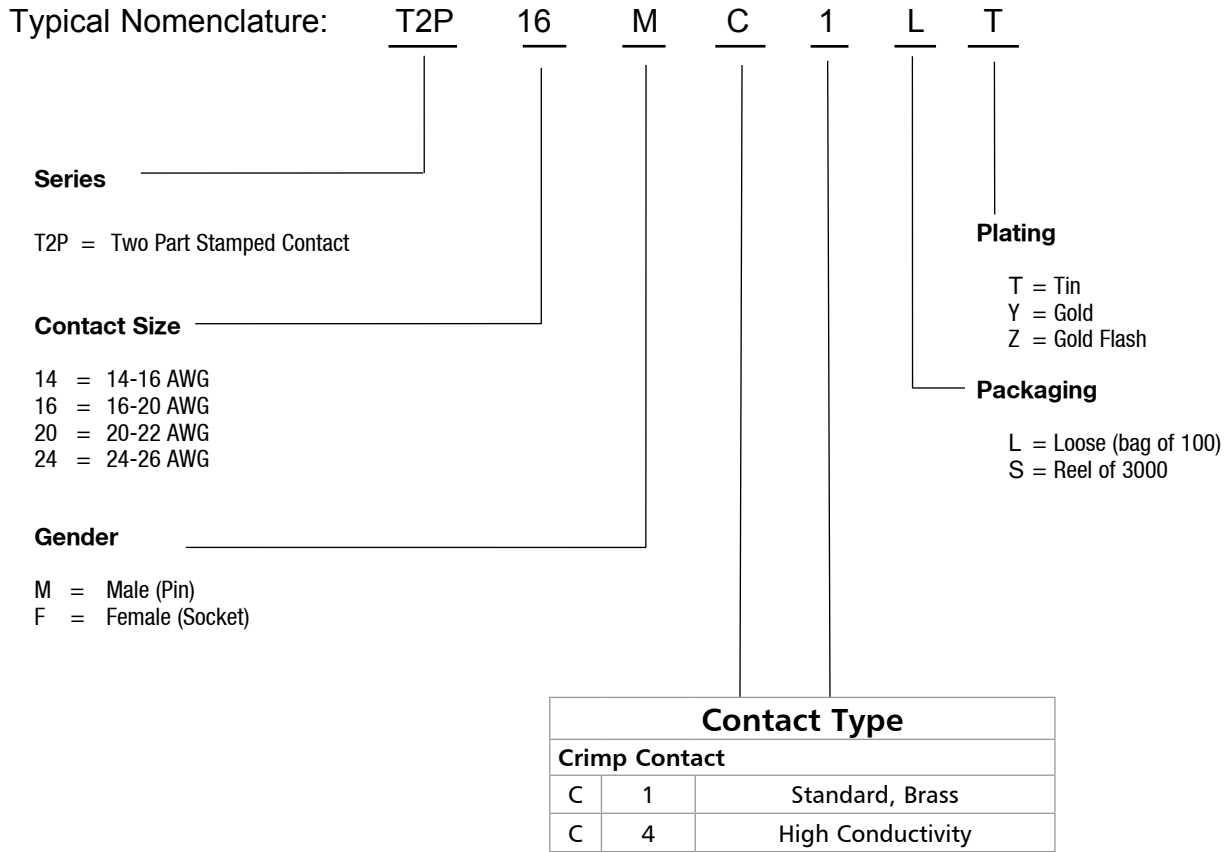 Typical Nomenclature: T2P 16 M C 1 L T
Series
T2P = Two Part Stamped Contact
Contact Size
14 = 14-16 AWG
16 = 16-20 AWG
20 = 20-22 AWG
24 = 24-26 AWG
Gender
M = Male (Pin)
F = Female (Socket)
Plating
T = Tin
Y = Gold
Z = Gold Flash
Packaging
L = Loose (bag of 100)
S = Reel of 3000
Contact Type
Crimp Contact
C 1 Standard, Brass
C 4 High Conductivity